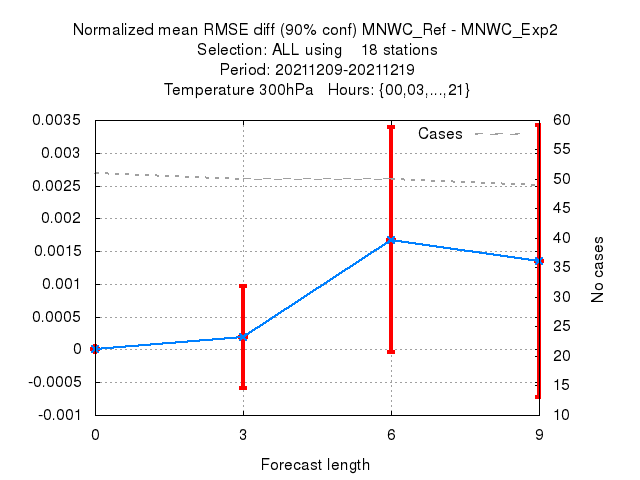 Normalized mean RMSE diff (90% conf) MNWC_Ref - MNWC_Exp2
Selection: ALL using    18 stations
Period: 20211209-20211219
Temperature 300hPa   Hours: {00,03,...,21}
0.0035
0.003
0.0025
0.002
0.0015
0.001
0.0005
0
-0.0005
-0.001
Cases
60
55
50
45
40
35
30
25
20
15
10
No cases
0 3 6 9
Forecast length